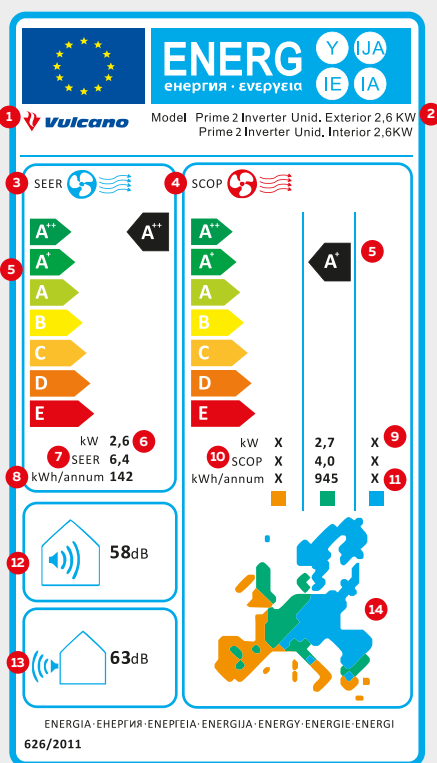 ENERG
енергия · ενεργεια
Y IJA
IE IA
1 Vulcano
Model Prime 2 Inverter Unid. Exterior 2,6 KW 2
Prime 2 Inverter Unid. Interior 2,6KW
3 SEER
4 SCOP
A++ A++
A+
A
B
C
D
E
5
A++
A+ A+
A
B
C
D
E
5
kW 2,6 6
7 SEER 6,4
8 kWh/annum 142
kW X 2,7 X 9
10 SCOP X 4,0 X
kWh/annum X 945 X 11
12 58dB
13 63dB
14
ENERGIA·ЕНЕРГИЯ·ΕΝΕΡΓΕΙΑ·ENERGIJA·ENERGY·ENERGIE·ENERGI
626/2011